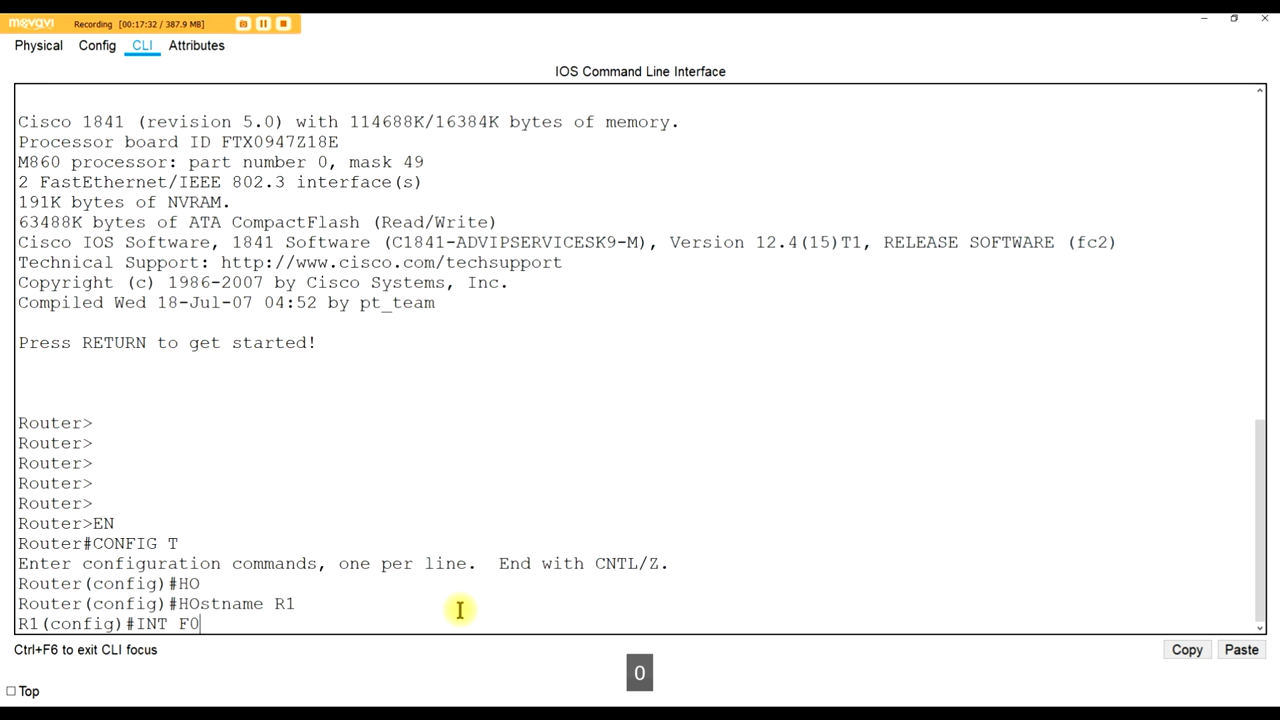 movavi Recording [00:17:32 / 387.9 MB]
Physical Config CLI Attributes
IOS Command Line Interface
Cisco 1841 (revision 5.0) with 114688K/16384K bytes of memory.
Processor board ID FTX0947Z18E
M860 processor: part number 0, mask 49
2 FastEthernet/IEEE 802.3 interface(s)
191K bytes of NVRAM.
63488K bytes of ATA CompactFlash (Read/Write)
Cisco IOS Software, 1841 Software (C1841-ADVIPSERVICESK9-M), Version 12.4(15)T1, RELEASE SOFTWARE (fc2)
Technical Support: http://www.cisco.com/techsupport
Copyright (c) 1986-2007 by Cisco Systems, Inc.
Compiled Wed 18-Jul-07 04:52 by pt_team
Press RETURN to get started!
Router>
Router>
Router>
Router>
Router>
Router>EN
Router#CONFIG T
Enter configuration commands, one per line.  End with CNTL/Z.
Router(config)#HO
Router(config)#HOstname R1
R1(config)#INT F0
Ctrl+F6 to exit CLI focus
Copy Paste
0
Top